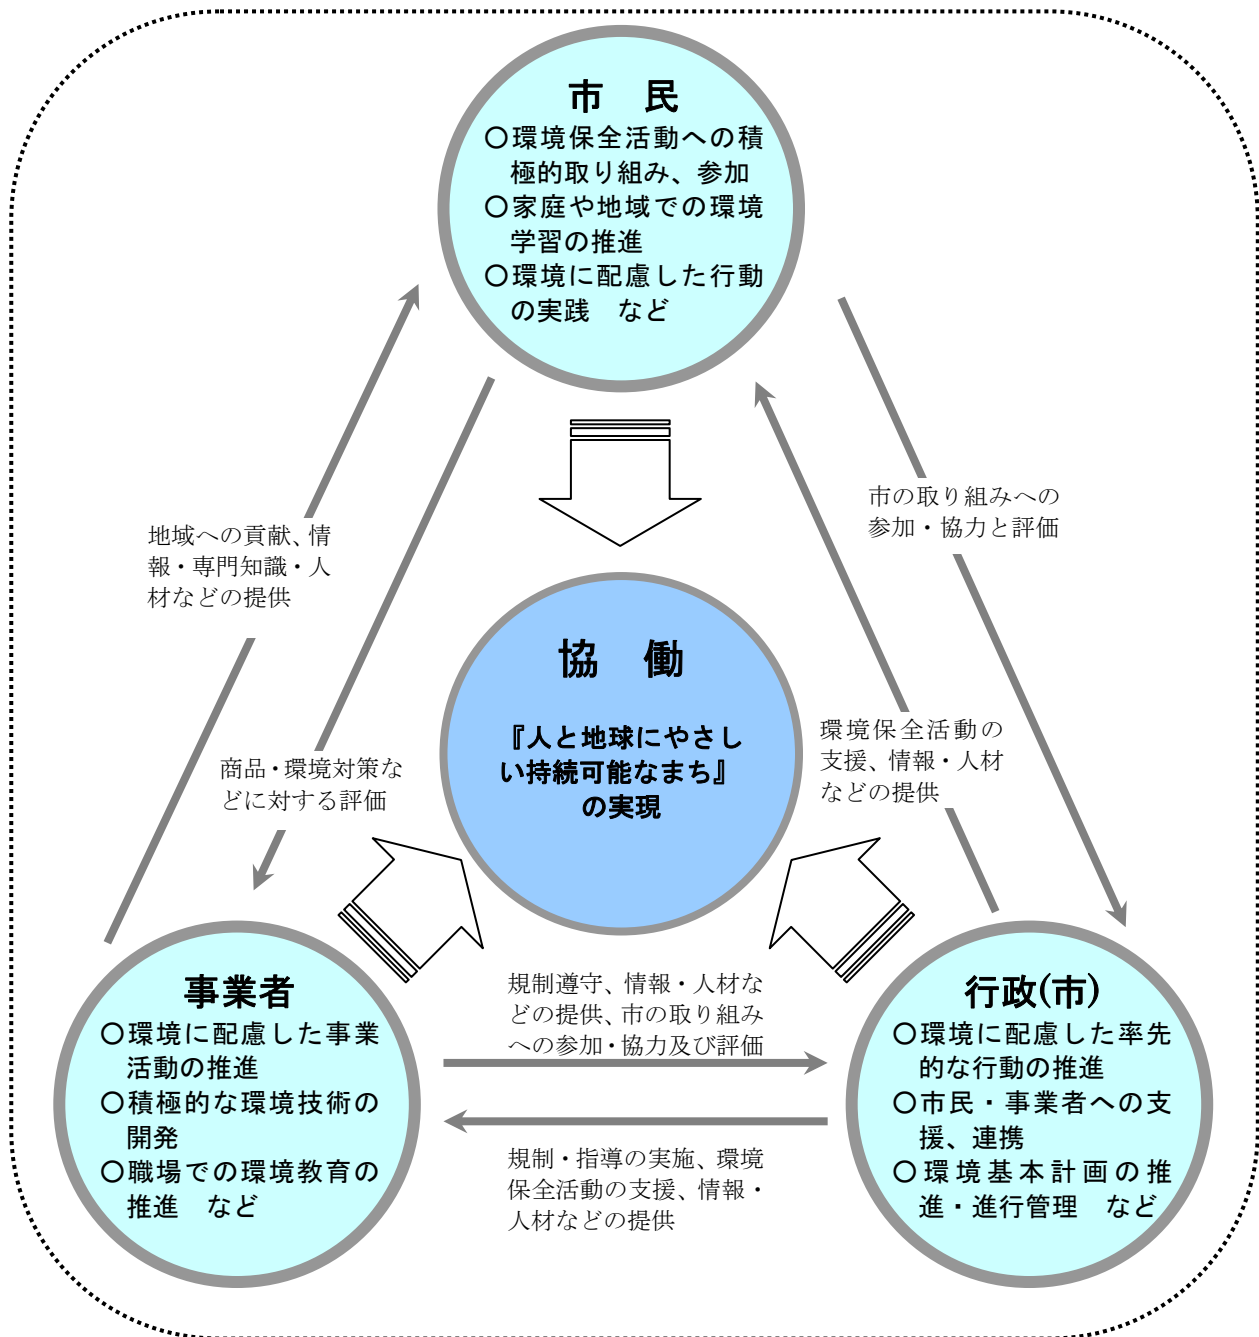 市　民
○環境保全活動への積
極的取り組み、参加
○家庭や地域での環境
学習の推進
○環境に配慮した行動
の実践　など
市の取り組みへの
参加・協力と評価
地域への貢献、情
報・専門知識・人
材などの提供
協　働
『人と地球にやさし
い持続可能なまち』
の実現
環境保全活動の
支援、情報・人材
などの提供
商品・環境対策な
どに対する評価
事業者
○環境に配慮した事業
活動の推進
○積極的な環境技術の
開発
○職場での環境教育の
推進　など
規制遵守、情報・人材な
どの提供、市の取り組み
への参加・協力及び評価
規制・指導の実施、環境
保全活動の支援、情報・
人材などの提供
行政(市)
○環境に配慮した率先
的な行動の推進
○市民・事業者への支
援、連携
○環境基本計画の推
進・進行管理　など